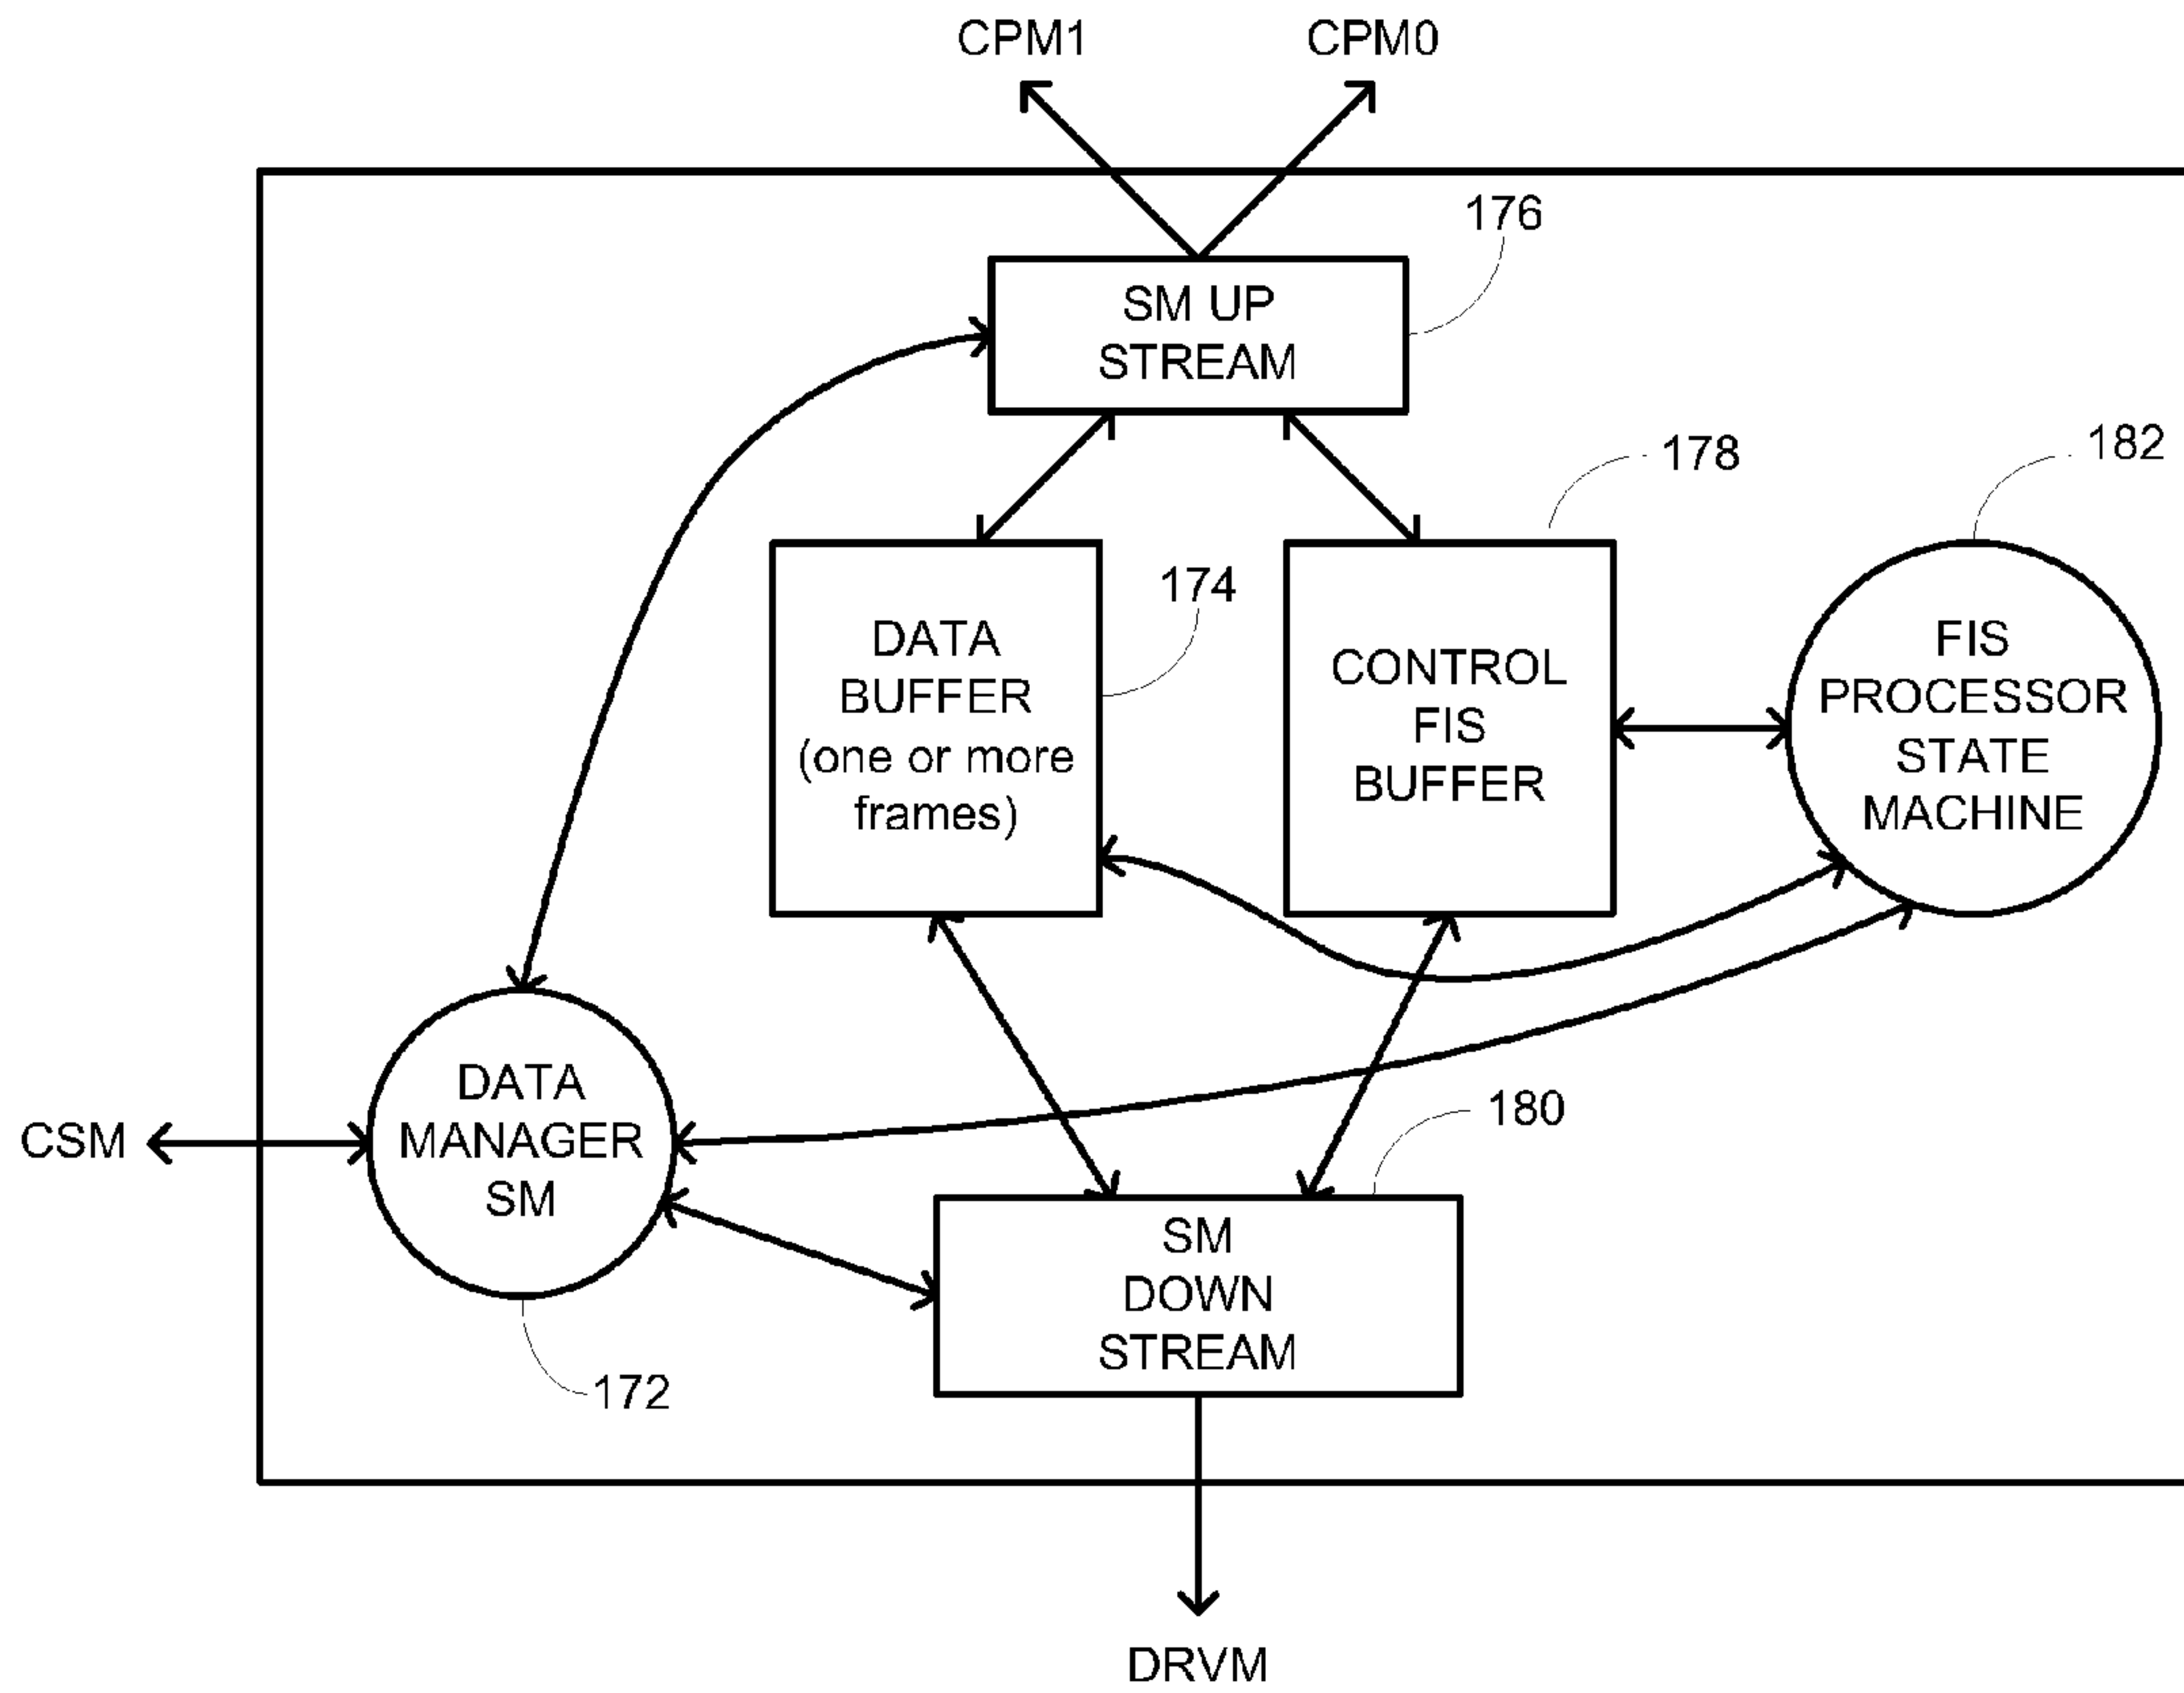 CPM1
CPM0
176
SM UP
STREAM
178
182
174
DATA
BUFFER
(one or more
frames)
CONTROL
FIS
BUFFER
FIS
PROCESSOR
STATE
MACHINE
CSM
DATA
MANAGER
SM
180
SM
DOWN
STREAM
172
DRVM